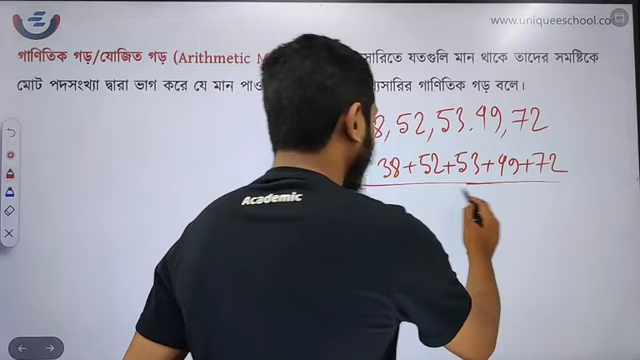 www.uniqueeschool.co
গাণিতিক গড়/যোজিত গড় (Arithmetic সারিতে যতগুলি মান থাকে তাদের সমষ্টিকে
মোট পদসংখ্যা দ্বারা ভাগ করে যে মান সারির গাণিতিক গড় বলে।
8, 52, 53. 49, 72
38+52+53+49+72
Academic